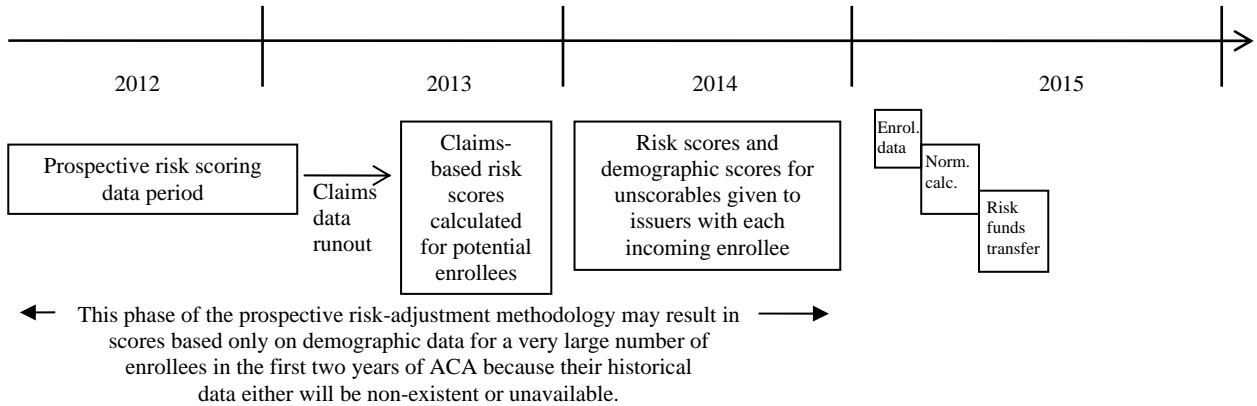 2012
2013
2014
2015
Prospective risk scoring
data period
Claims
data
runout
Claims-
based risk
scores
calculated
for potential
enrollees
Risk scores and
demographic scores for
unscorables given to
issuers with each
incoming enrollee
Enrol.
data
Norm.
calc.
Risk
funds
transfer
This phase of the prospective risk-adjustment methodology may result in
scores based only on demographic data for a very large number of
enrollees in the first two years of ACA because their historical
data either will be non-existent or unavailable.